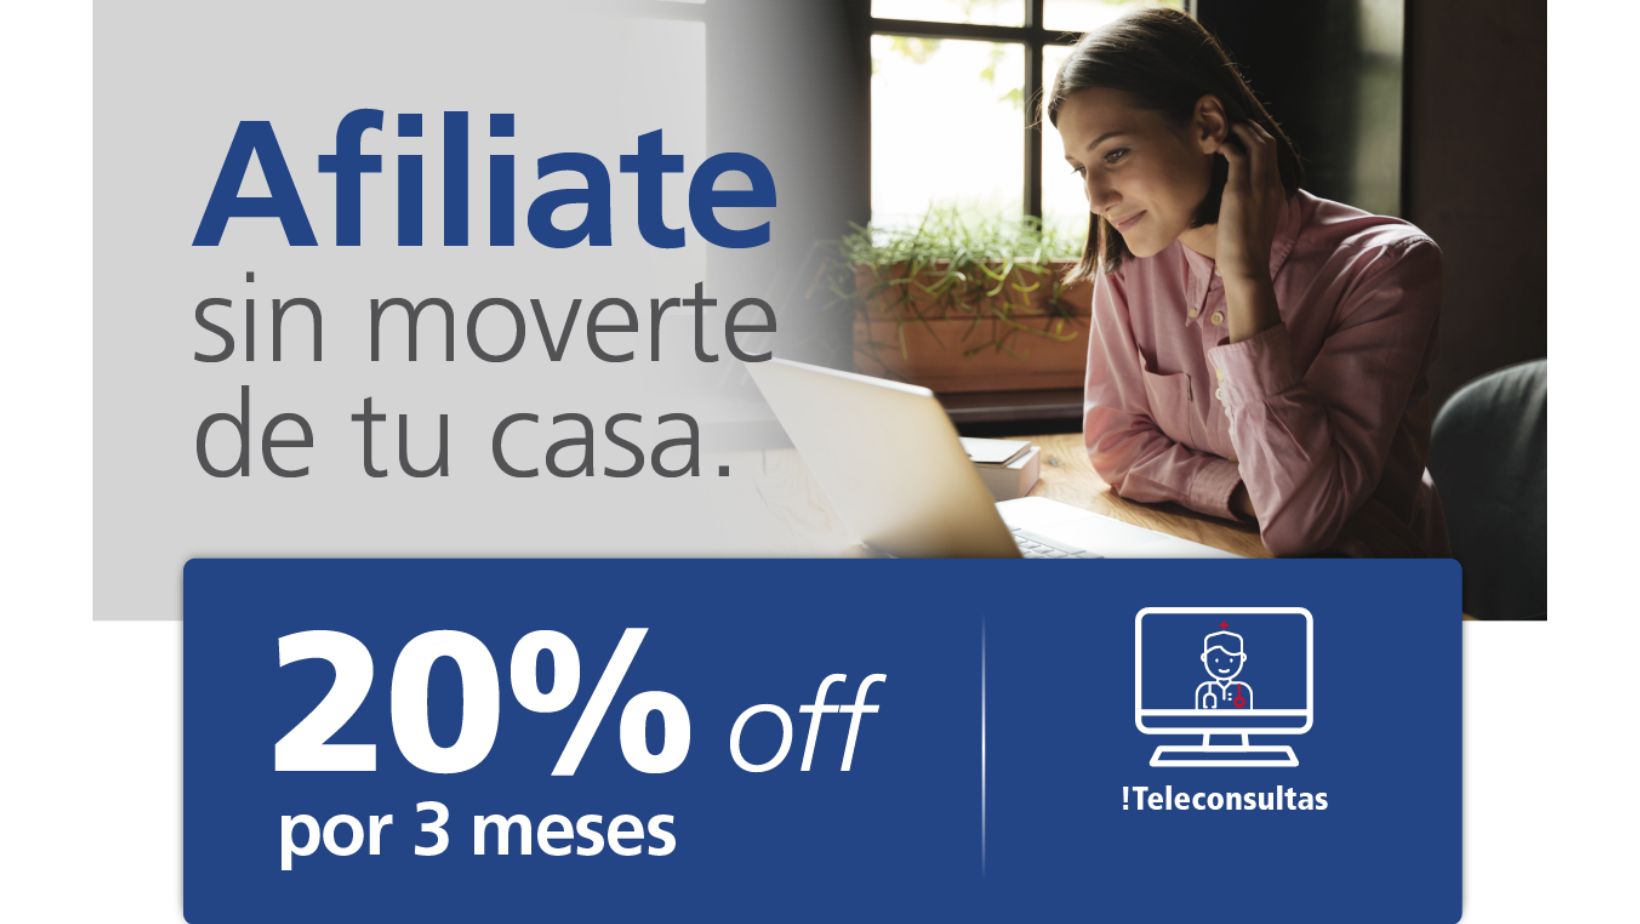 Afiliate
sin moverte
de tu casa.
20% off
por 3 meses
!Teleconsultas